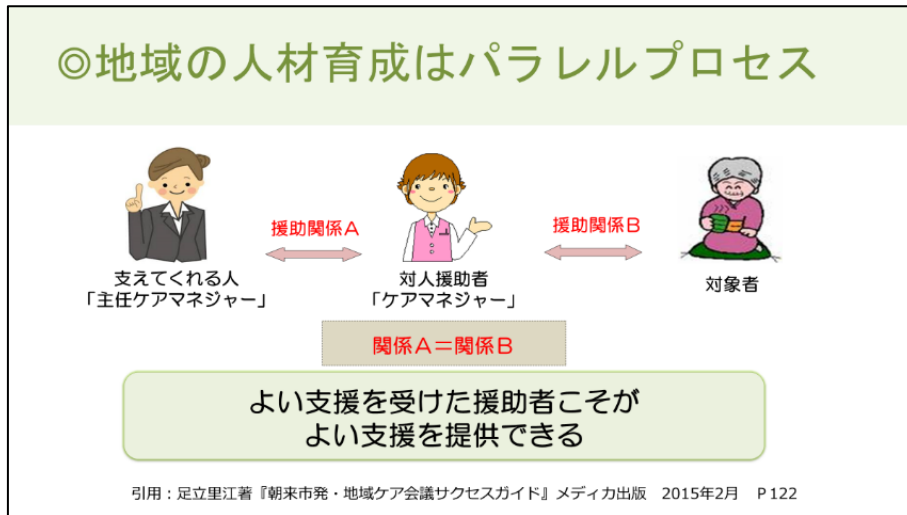 ◎地域の人材育成はパラレルプロセス
援助関係A
援助関係B
支えてくれる人
「主任ケアマネジャー」
対人援助者
「ケアマネジャー」
対象者
関係A=関係B
よい支援を受けた援助者こそが
よい支援を提供できる
引用:足立里江著『朝来市発・地域ケア会議サクセスガイド』メディカ出版 2015年2月 P122